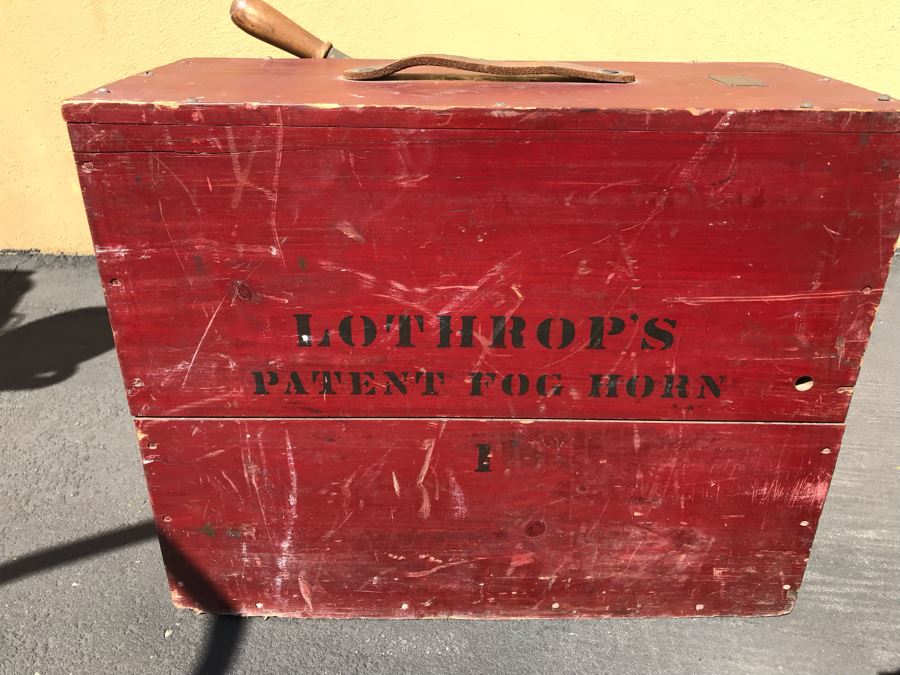 LOTHROP'S
PATENT FOG HORN
1